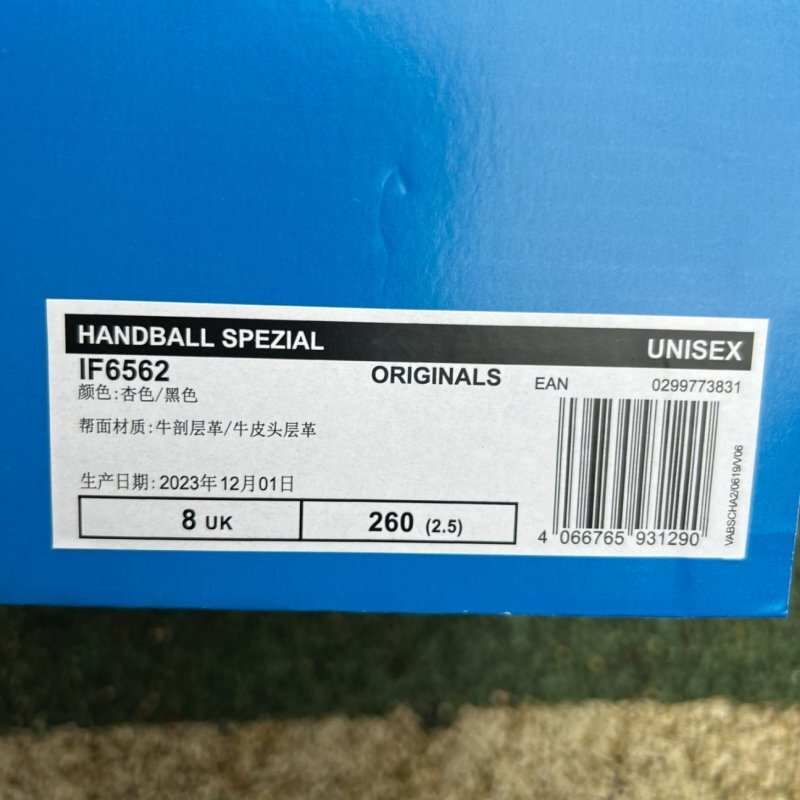 HANDBALL SPEZIAL UNISEX
IF6562 ORIGINALS EAN 0299773831
颜色:杏色/黑色
帮面材质:牛剖层革/牛皮头层革
生产日期:2023年12月01日
8 UK 260 (2.5)
4 066765 931290
VABSCHA2/0619/V06